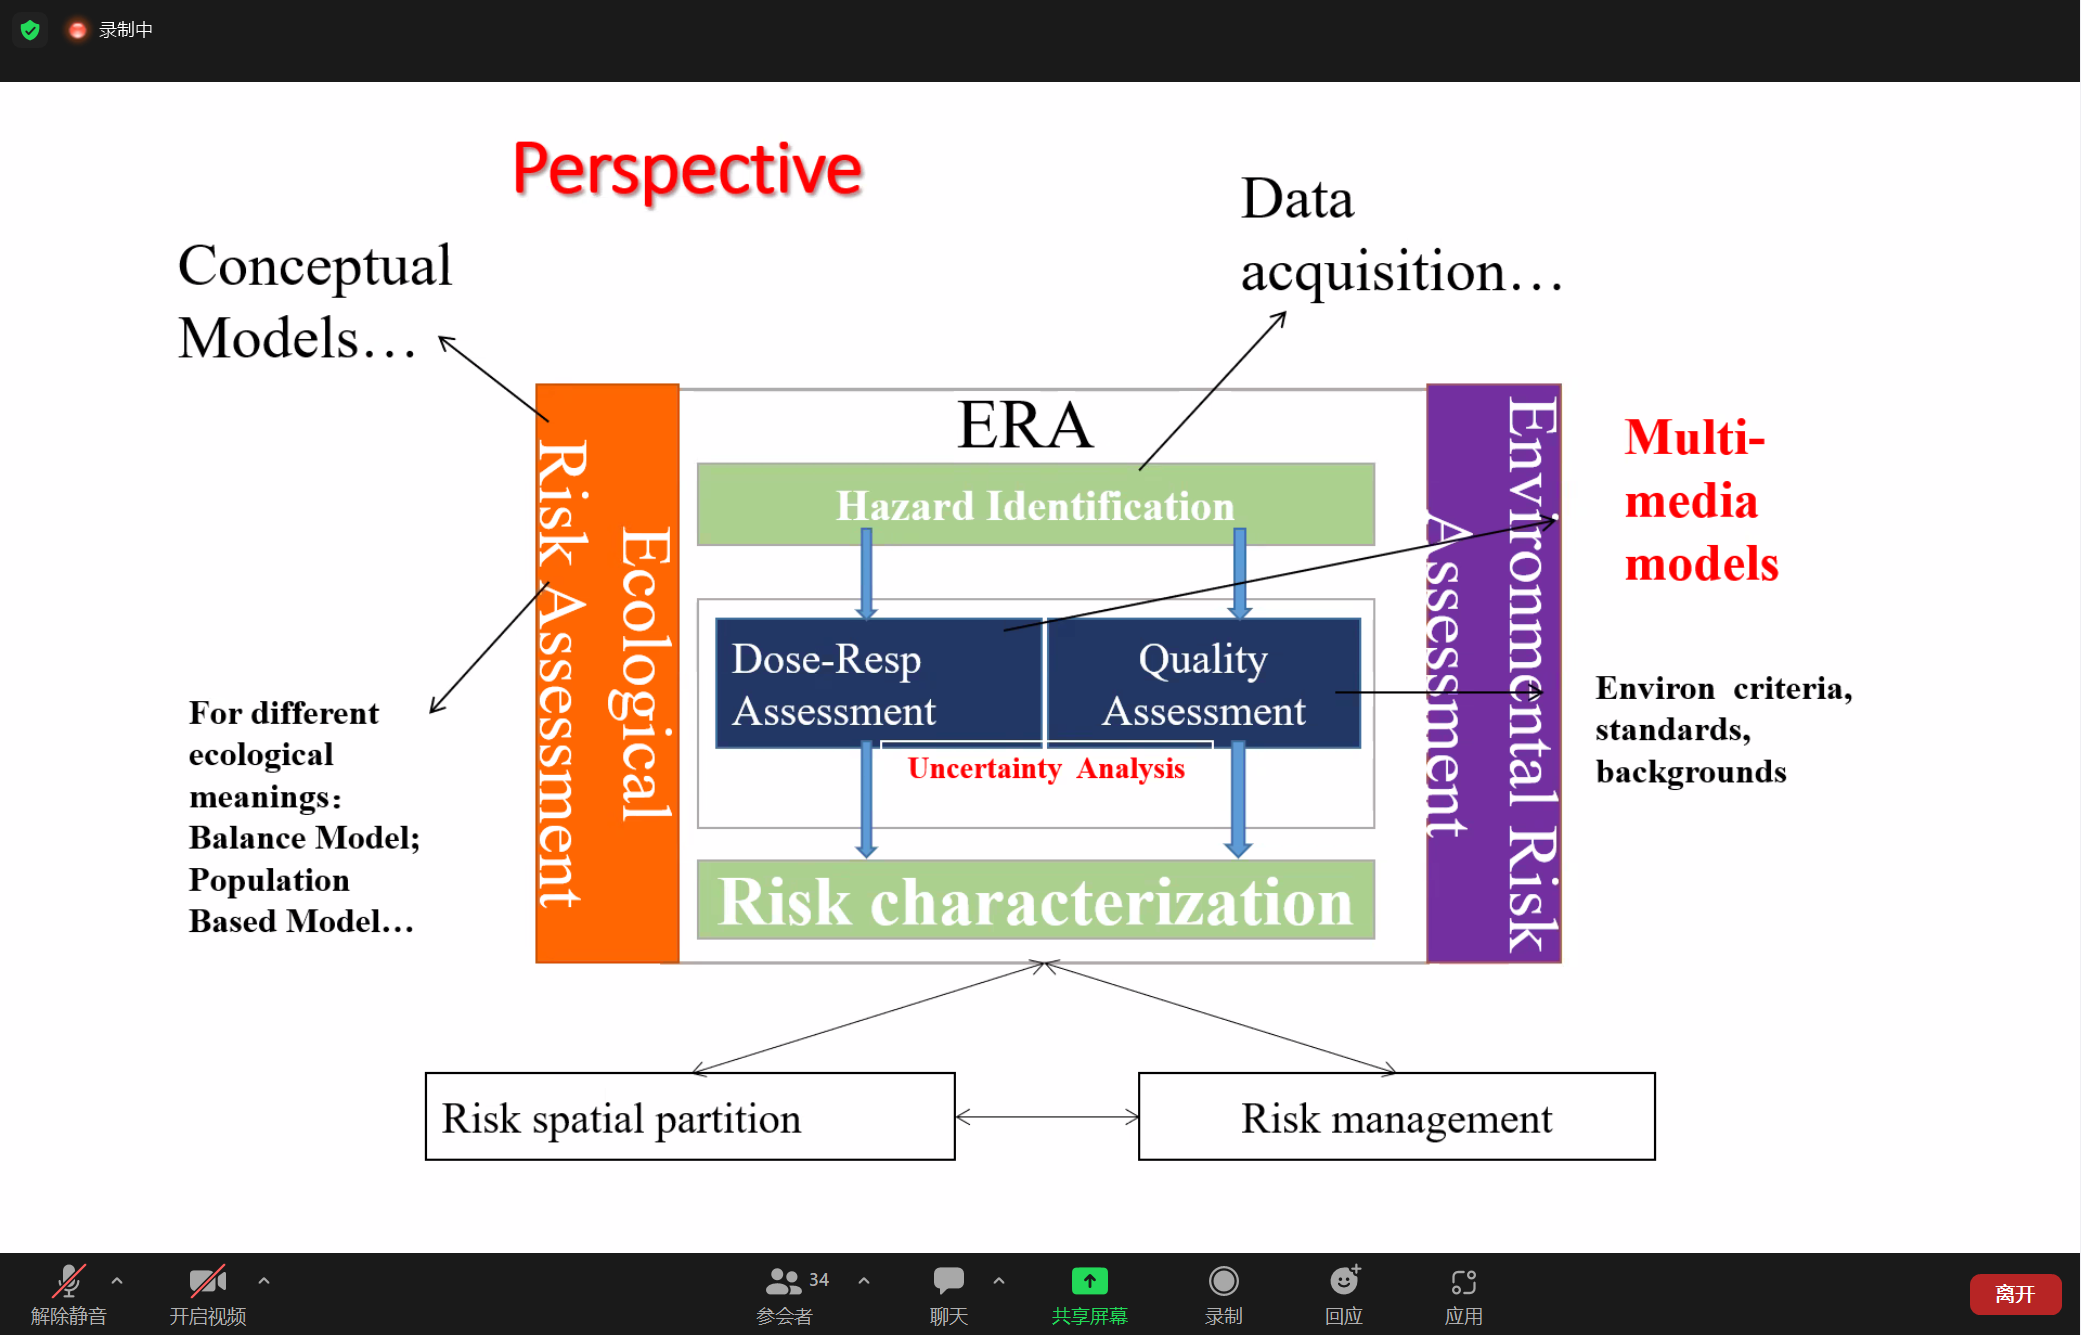 录制中
Perspective
Data
acquisition…
Conceptual
Models…
ERA
Hazard Identification
Ecological
Risk Assessment
Environmental Risk
Assessment
Multi-
media
models
Dose-Resp
Assessment
Quality
Assessment
Uncertainty Analysis
Environ criteria,
standards,
backgrounds
For different
ecological
meanings：
Balance Model;
Population
Based Model…
Risk characterization
Risk spatial partition
Risk management
解除静音
开启视频
34
参会者
聊天
共享屏幕
录制
回应
应用
离开